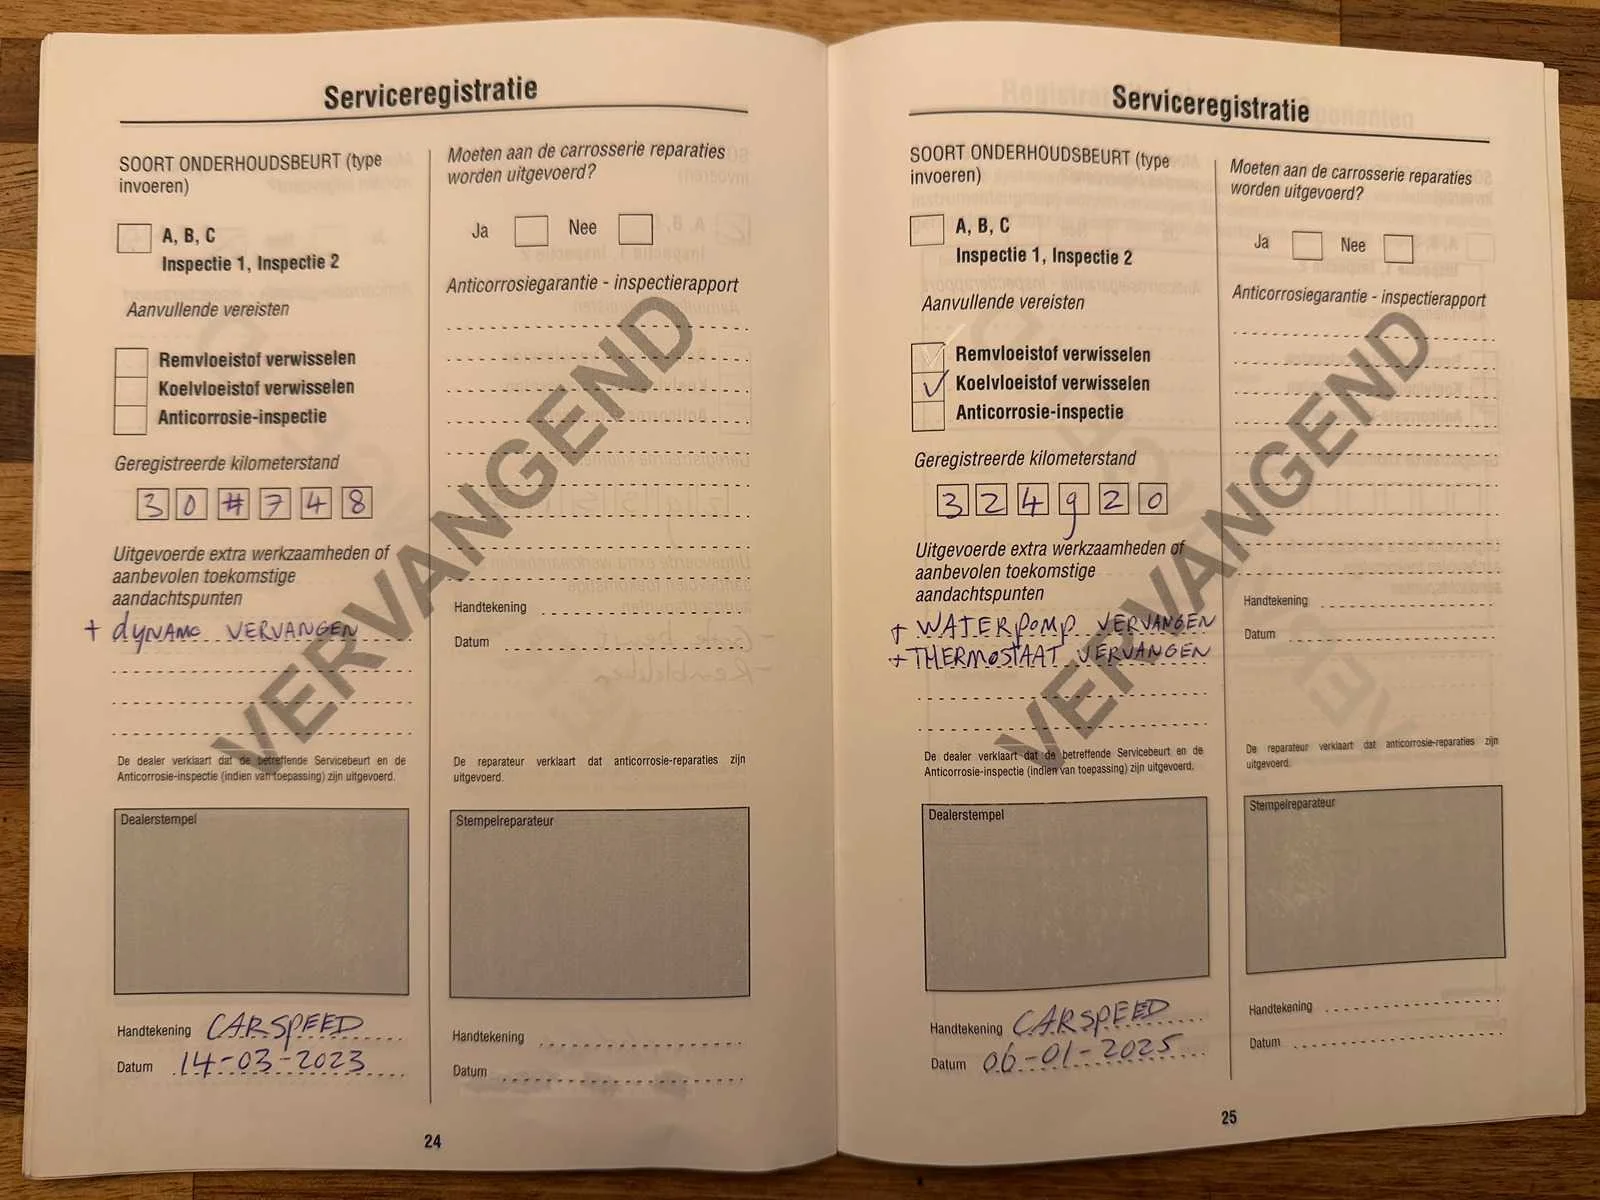 Serviceregistratie
SOORT ONDERHOUDSBEURT (type
invoeren)
A, B, C
Inspectie 1, Inspectie 2
Aanvullende vereisten
Remvloeistof verwisselen
Koelvloeistof verwisselen
Anticorrosie-inspectie
Geregistreerde kilometerstand
30#748
Uitgevoerde extra werkzaamheden of
aanbevolen toekomstige
aandachtspunten
+ dynamo VERVANGEN
De dealer verklaart dat de betreffende Servicebeurt en de
Anticorrosie-inspectie (indien van toepassing) zijn uitgevoerd.
Dealerstempel
Handtekening CARSPEED
Datum 14-03-2023
Moeten aan de carrosserie reparaties
worden uitgevoerd?
Ja Nee
Anticorrosiegarantie - inspectierapport
VERVANGEND
Handtekening
Datum
De reparateur verklaart dat anticorrosie-reparaties zijn
uitgevoerd.
Stempelreparateur
Handtekening
Datum
24
Serviceregistratie
SOORT ONDERHOUDSBEURT (type
invoeren)
A, B, C
Inspectie 1, Inspectie 2
Aanvullende vereisten
Remvloeistof verwisselen
Koelvloeistof verwisselen
Anticorrosie-inspectie
Geregistreerde kilometerstand
324920
Uitgevoerde extra werkzaamheden of
aanbevolen toekomstige
aandachtspunten
+ WATERPOMP VERVANGEN
+ THERMOSTAAT VERVANGEN
De dealer verklaart dat de betreffende Servicebeurt en de
Anticorrosie-inspectie (indien van toepassing) zijn uitgevoerd.
Dealerstempel
Handtekening CARSPEED
Datum 06-01-2025
Moeten aan de carrosserie reparaties
worden uitgevoerd?
Ja Nee
Anticorrosiegarantie - inspectierapport
VERVANGEND
Handtekening
Datum
De reparateur verklaart dat anticorrosie-reparaties zijn
uitgevoerd.
Stempelreparateur
Handtekening
Datum
25